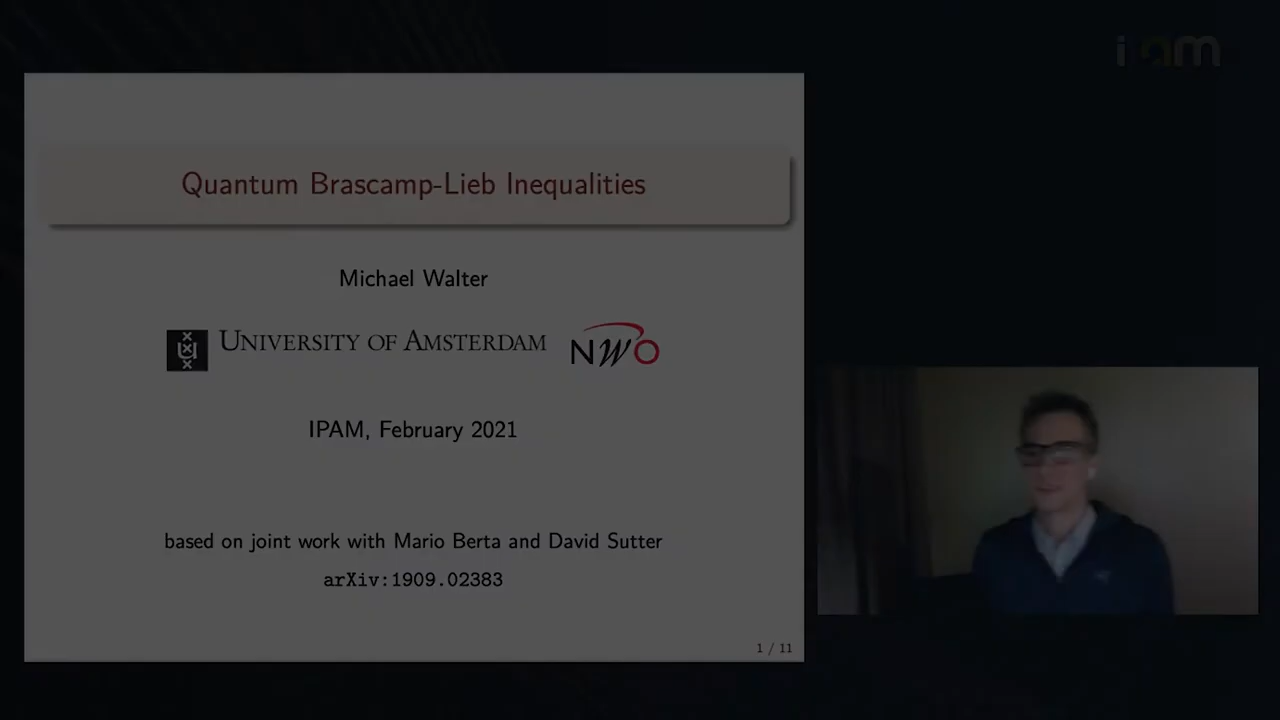 ipam
Quantum Brascamp-Lieb Inequalities
Michael Walter
UNIVERSITY OF AMSTERDAM
NWO
IPAM, February 2021
based on joint work with Mario Berta and David Sutter
arXiv:1909.02383
1 / 11